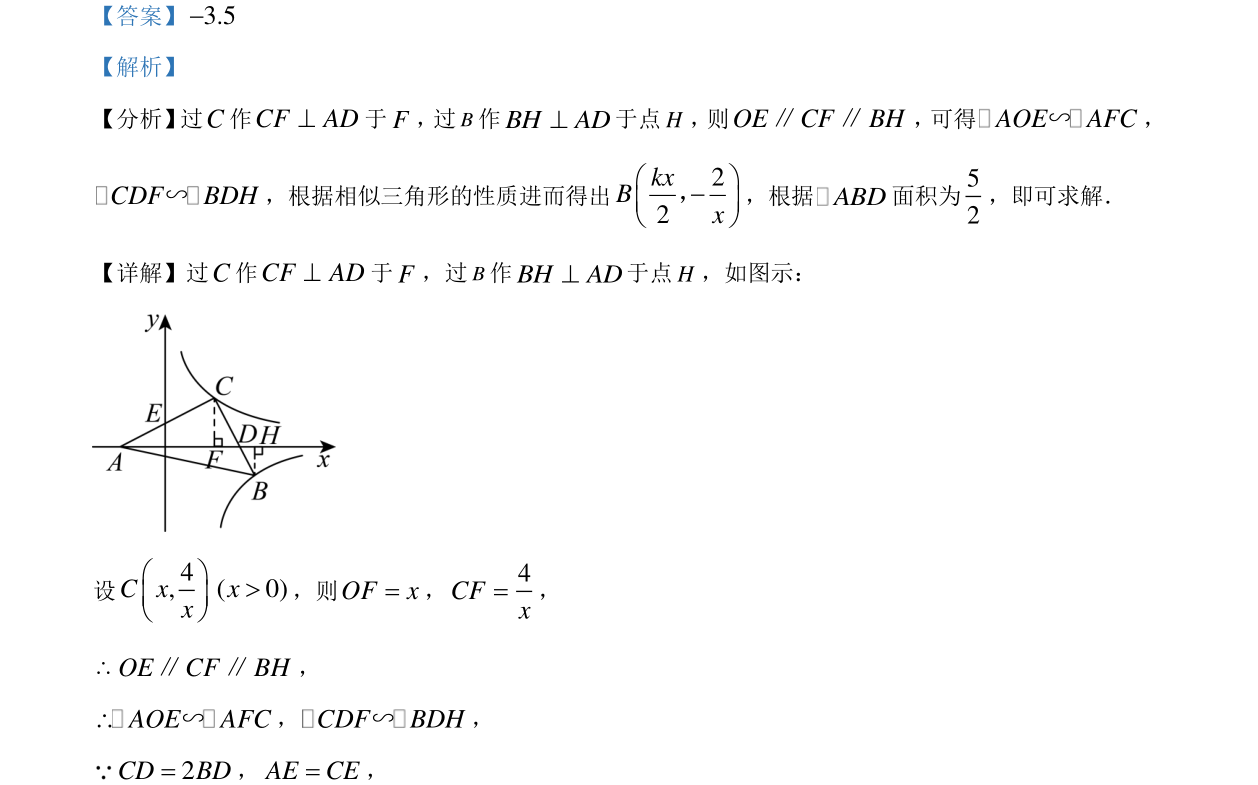 【答案】−3.5
【解析】
【分析】过C作CF⊥AD于F，过B作BH⊥AD于点H，则OE∥CF∥BH，可得□AOE∽□AFC，
□CDF∽□BDH，根据相似三角形的性质进而得出B(kx/2，−2/x)，根据□ABD面积为5/2，即可求解．
【详解】过C作CF⊥AD于F，过B作BH⊥AD于点H，如图示：
y
C
E
D H
A F x
B
设C(x,4/x)(x>0)，则OF=x，CF=4/x，
∴OE∥CF∥BH，
∴□AOE∽□AFC，□CDF∽□BDH，
∵CD=2BD，AE=CE，